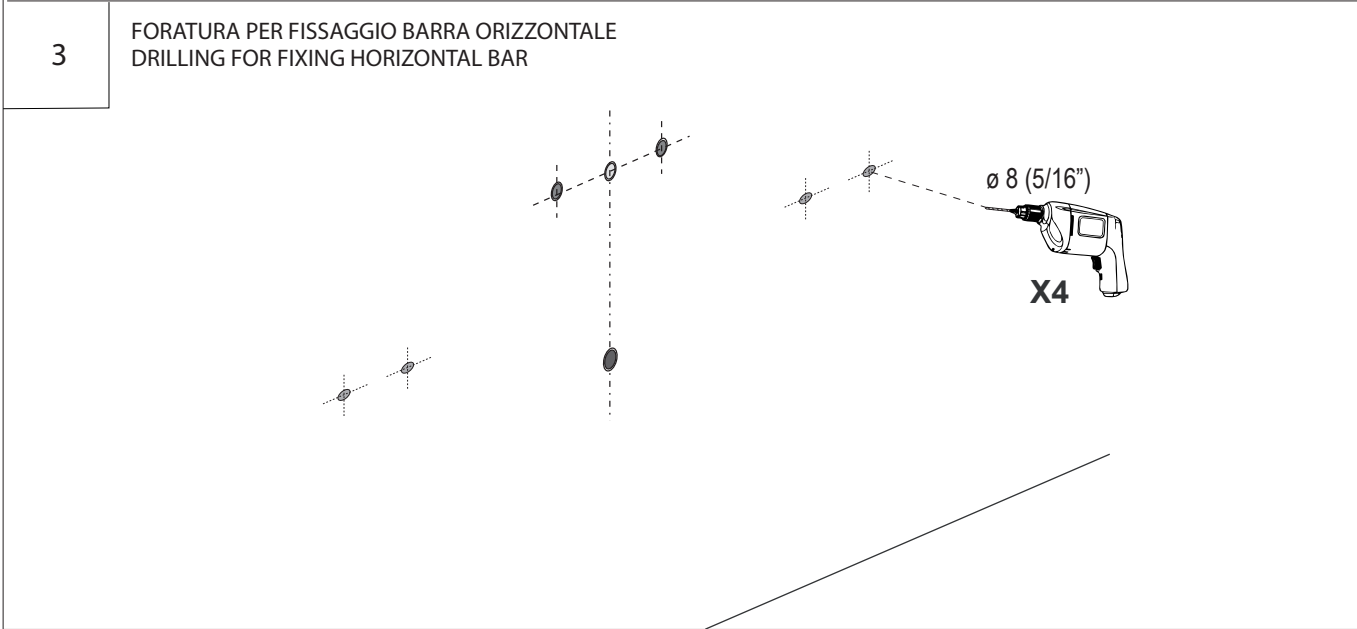 3
FORATURA PER FISSAGGIO BARRA ORIZZONTALE
DRILLING FOR FIXING HORIZONTAL BAR
ø 8 (5/16”)
X4